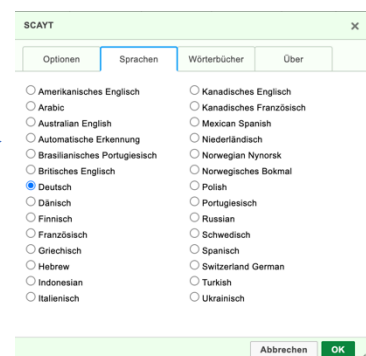 SCAYT
Optionen
Sprachen
Wörterbücher
Über
Amerikanisches Englisch
Arabic
Australian English
Automatische Erkennung
Brasilianisches Portugiesisch
Britisches Englisch
Deutsch
Dänisch
Finnisch
Französisch
Griechisch
Hebrew
Indonesian
Italienisch
Kanadisches Englisch
Kanadisches Französisch
Mexican Spanish
Niederländisch
Norwegian Nynorsk
Norwegisches Bokmal
Polish
Portugiesisch
Russian
Schwedisch
Spanisch
Switzerland German
Turkish
Ukrainisch
Abbrechen
OK